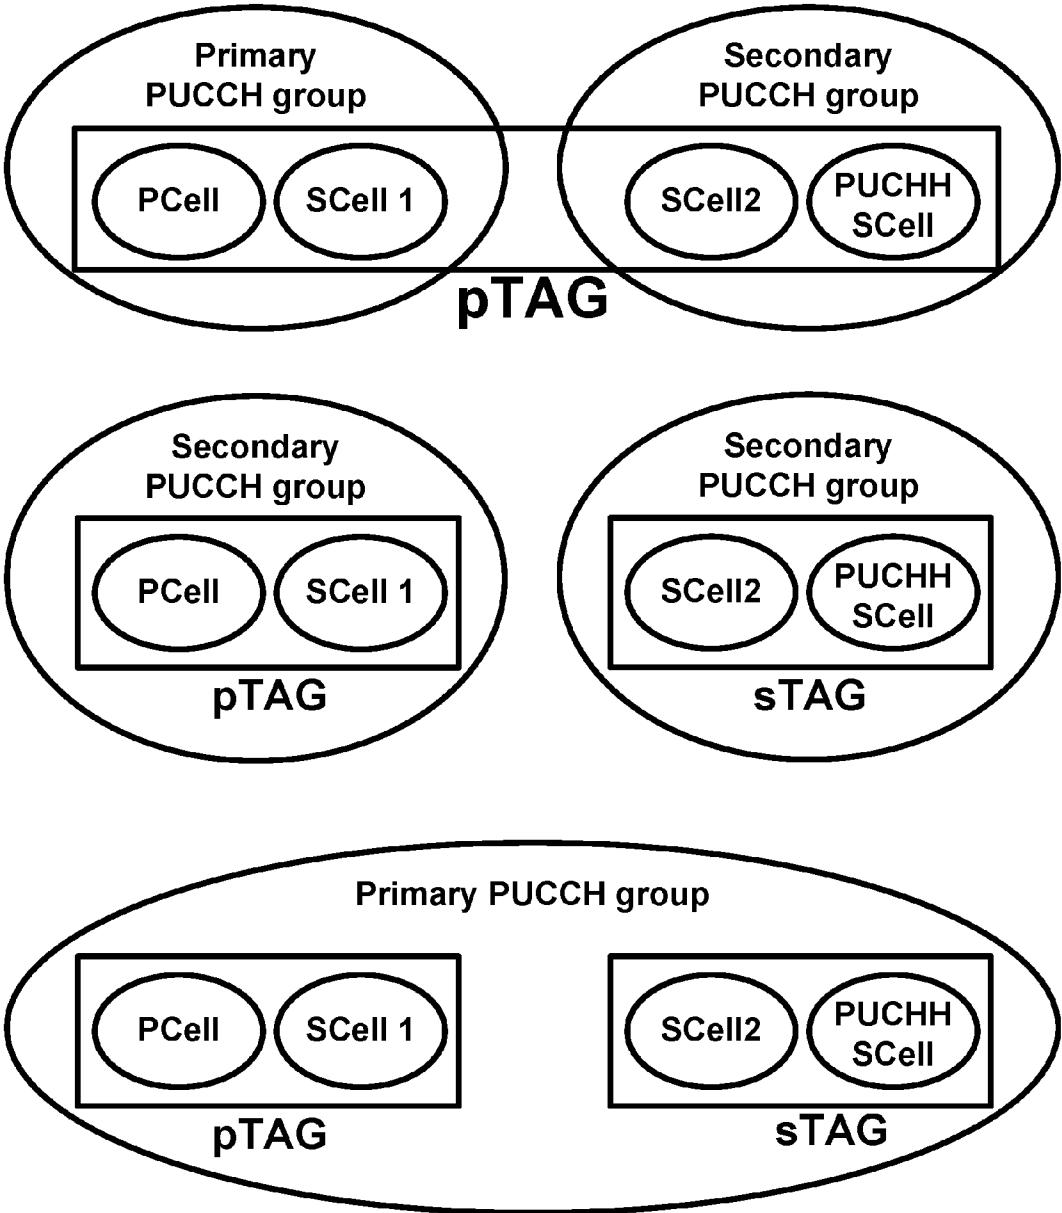 Primary
PUCCH group
Secondary
PUCCH group
PCell
SCell 1
SCell2
PUCHH
SCell
pTAG
Secondary
PUCCH group
Secondary
PUCCH group
PCell
SCell 1
SCell2
PUCHH
SCell
pTAG
sTAG
Primary PUCCH group
PCell
SCell 1
SCell2
PUCHH
SCell
pTAG
sTAG